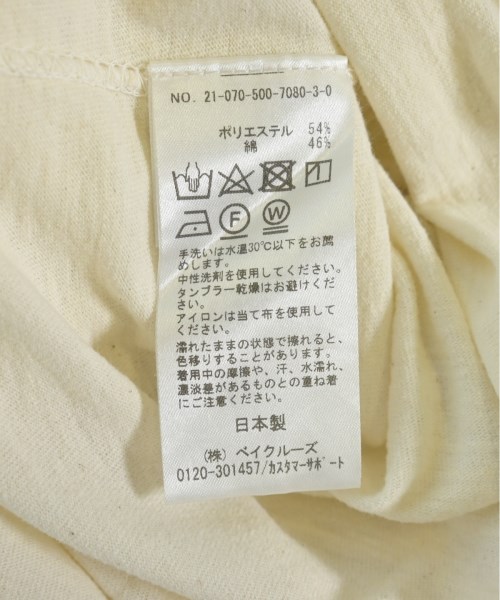 NO. 21-070-500-7080-3-0
ポリエステル 54%
綿 46%
F W
手洗いは水温30℃以下をお薦
めします。
中性洗剤を使用してください。
タンブラー乾燥はお避けくださ
い。
アイロンは当て布を使用して
ください。
濡れたままの状態で擦れると、
色移りすることがあります。
着用中の摩擦や、汗、水濡れ、
濃淡差があるものとの重ね着
にご注意ください。
日本製
(株) ベイクルーズ
0120-301457/カスタマーサポート